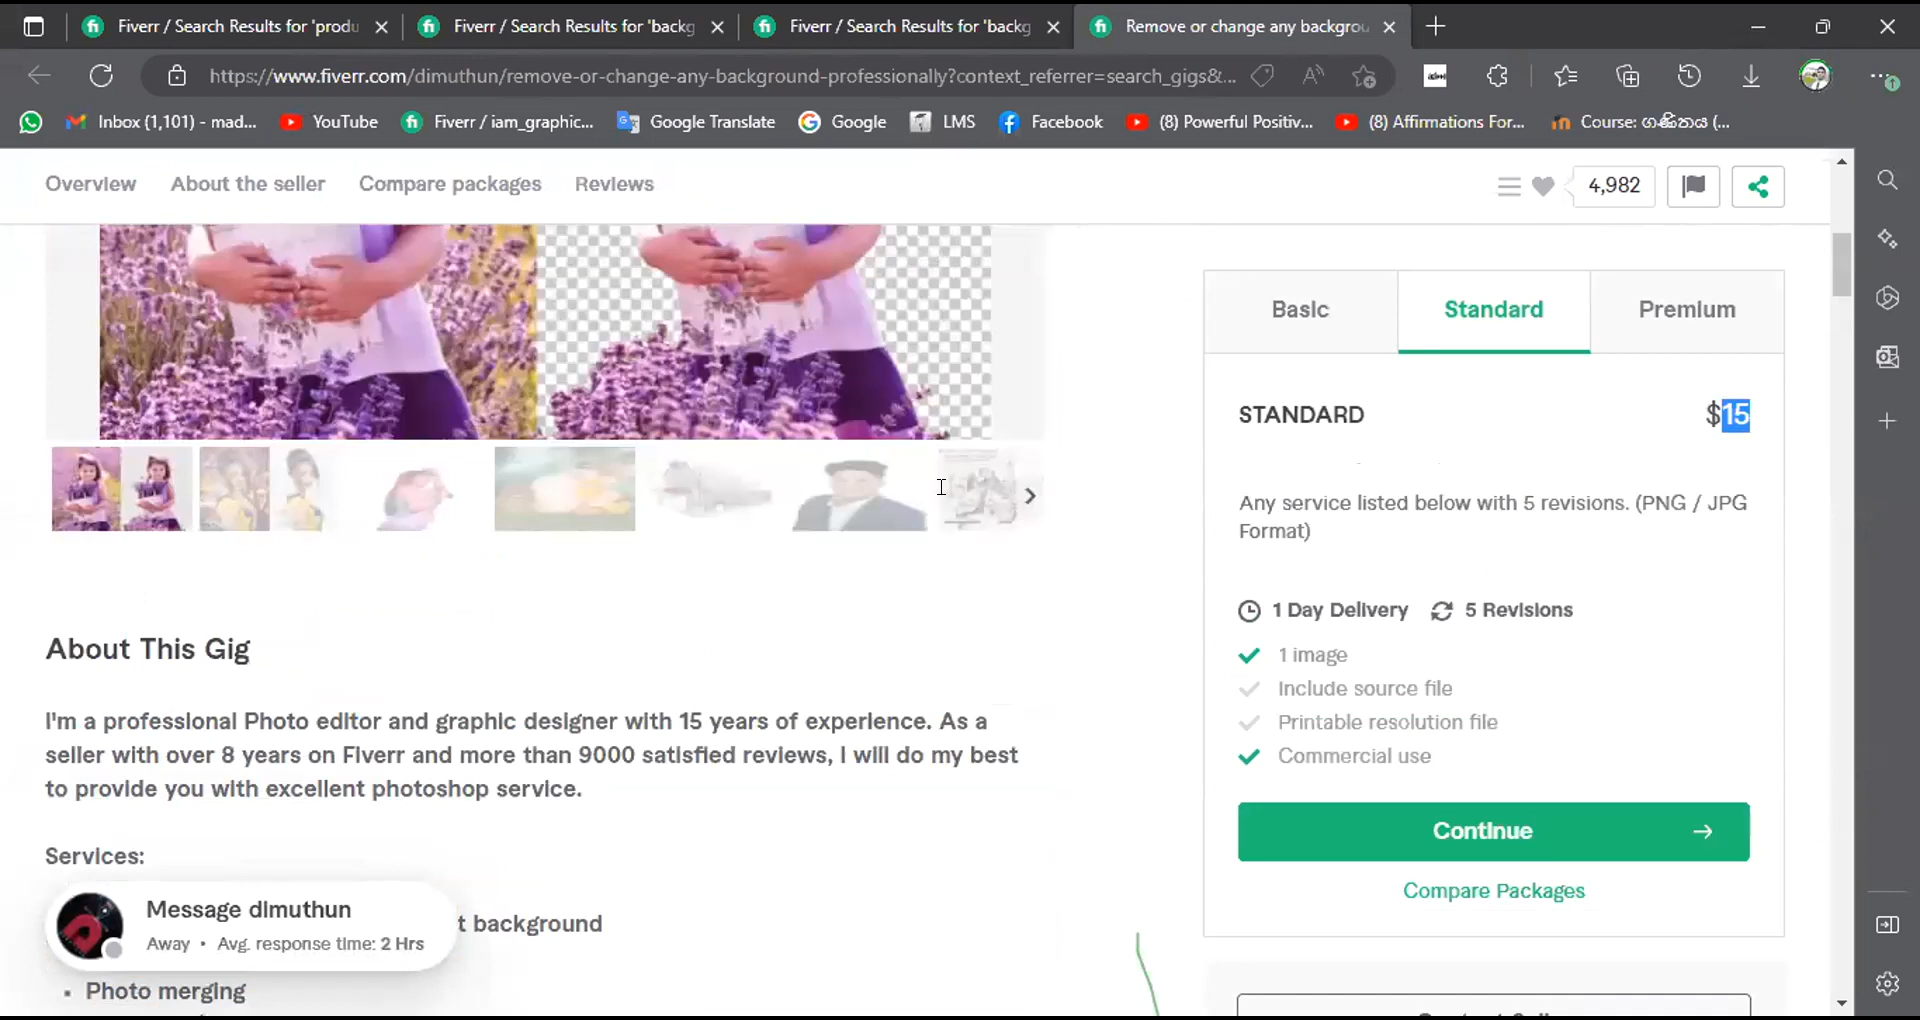 Fiverr / Search Results for 'produ
Fiverr / Search Results for 'backg
Fiverr / Search Results for 'backg
Remove or change any backgrou
https://www.fiverr.com/dimuthun/remove-or-change-any-background-professionally?context_referrer=search_gigs&...
Inbox (1,101) - mad...
YouTube
Fiverr / iam_graphic...
Google Translate
Google
LMS
Facebook
(8) Powerful Positiv...
(8) Affirmations For...
Course: ගණිතය (...
Overview
About the seller
Compare packages
Reviews
4,982
Basic
Standard
Premium
STANDARD
$15
Any service listed below with 5 revisions. (PNG / JPG
Format)
1 Day Delivery
5 Revisions
1 image
Include source file
Printable resolution file
Commercial use
Continue
Compare Packages
About This Gig
I'm a professional Photo editor and graphic designer with 15 years of experience. As a
seller with over 8 years on Fiverr and more than 9000 satisfied reviews, I will do my best
to provide you with excellent photoshop service.
Services:
t background
Message dimuthun
Away • Avg. response time: 2 Hrs
Photo merging